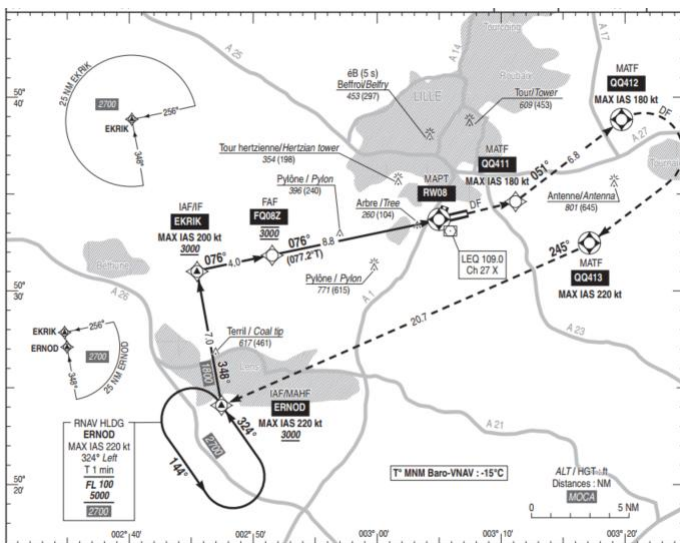 25 NM EKRIK
2700
EKRIK
256°
348°
A 25
A 14
Tourcoing
A 17
Roubaix
LILLE
éB (5 s)
Beffroi/Belfry
453 (297)
Tour/Tower
609 (453)
MATF
QQ412
MAX IAS 180 kt
DF
A 27
Tournai
Tour hertzienne/Hertzian tower
354 (198)
MATF
QQ411
MAX IAS 180 kt
051°
6.8
MAPT
RW08
DF
Pylône / Pylon
396 (240)
Arbre / Tree
260 (104)
Antenne/Antenna
801 (645)
IAF/IF
EKRIK
MAX IAS 200 kt
3000
FAF
FQ08Z
3000
076°
4.0
076°
(077.2°T)
8.8
LEQ 109.0
Ch 27 X
245°
MATF
QQ413
MAX IAS 220 kt
Béthune
A 26
Pylône / Pylon
771 (615)
A 1
20.7
A 23
EKRIK
ERNOD
256°
348°
2700
25 NM ERNOD
7.0
348°
1800
Terril / Coal tip
617 (461)
Lens
IAF/MAHF
ERNOD
MAX IAS 220 kt
3000
A 21
324°
2700
144°
RNAV HLDG
ERNOD
MAX IAS 220 kt
324° Left
T 1 min
FL 100
5000
2700
T° MNM Baro-VNAV : -15°C
ALT / HGT : ft
Distances : NM
MOCA
0
5 NM
50°
40'
50°
30'
50°
20'
002° 40'
002° 50'
003° 00'
003° 10'
003° 20'